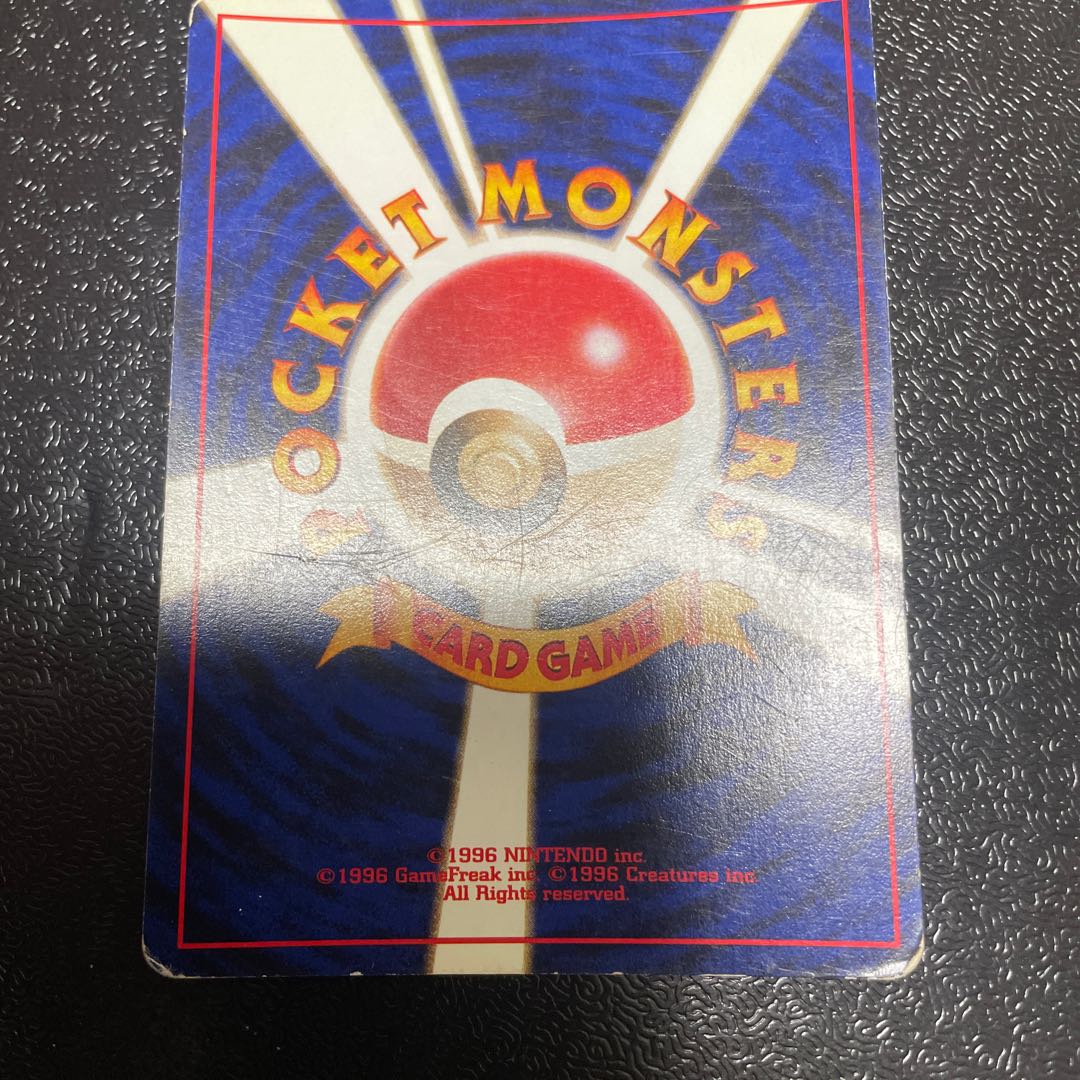 POCKET MONSTERS
CARD GAME
©1996 NINTENDO inc.
©1996 GameFreak inc. ©1996 Creatures inc.
All Rights reserved.